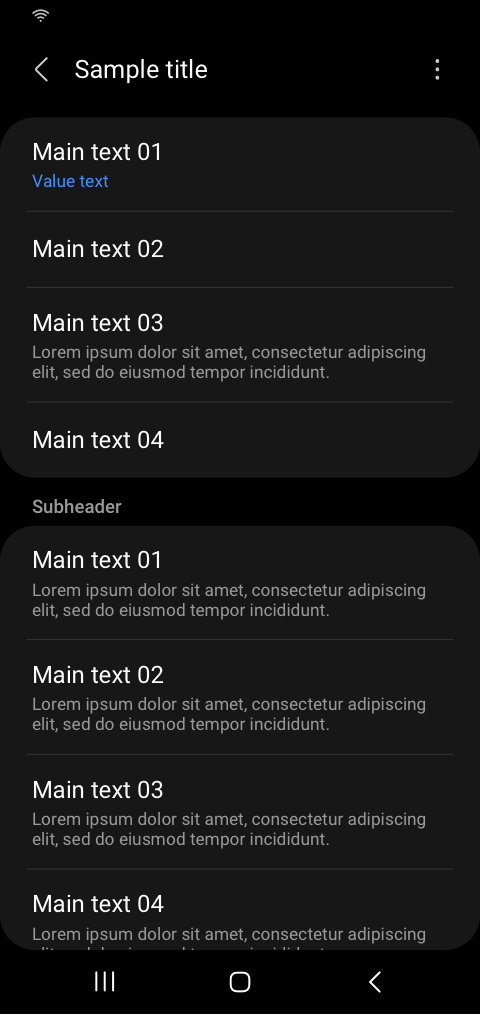 Sample title
Main text 01
Value text
Main text 02
Main text 03
Lorem ipsum dolor sit amet, consectetur adipiscing
elit, sed do eiusmod tempor incididunt.
Main text 04
Subheader
Main text 01
Lorem ipsum dolor sit amet, consectetur adipiscing
elit, sed do eiusmod tempor incididunt.
Main text 02
Lorem ipsum dolor sit amet, consectetur adipiscing
elit, sed do eiusmod tempor incididunt.
Main text 03
Lorem ipsum dolor sit amet, consectetur adipiscing
elit, sed do eiusmod tempor incididunt.
Main text 04
Lorem ipsum dolor sit amet, consectetur adipiscing